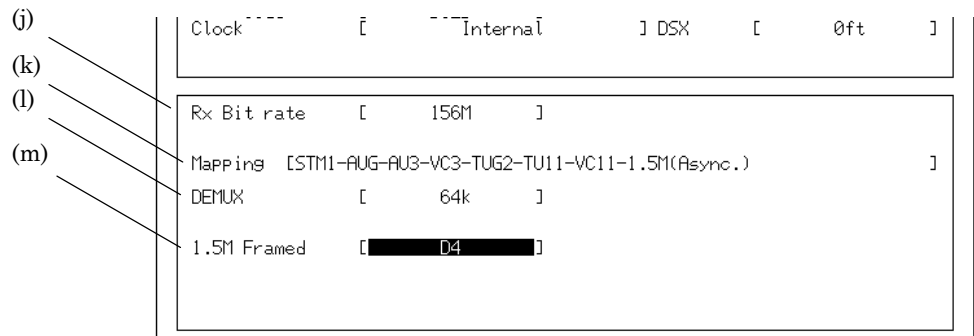 (j)
Clock [ Internal ] DSX [ 0ft ]
(k)
(l)
Rx Bit rate [ 156M ]
(m)
Mapping [STM1-AUG-AU3-VC3-TUG2-TU11-VC11-1.5M(Async.) ]
DEMUX [ 64k ]
1.5M Framed [ D4 ]